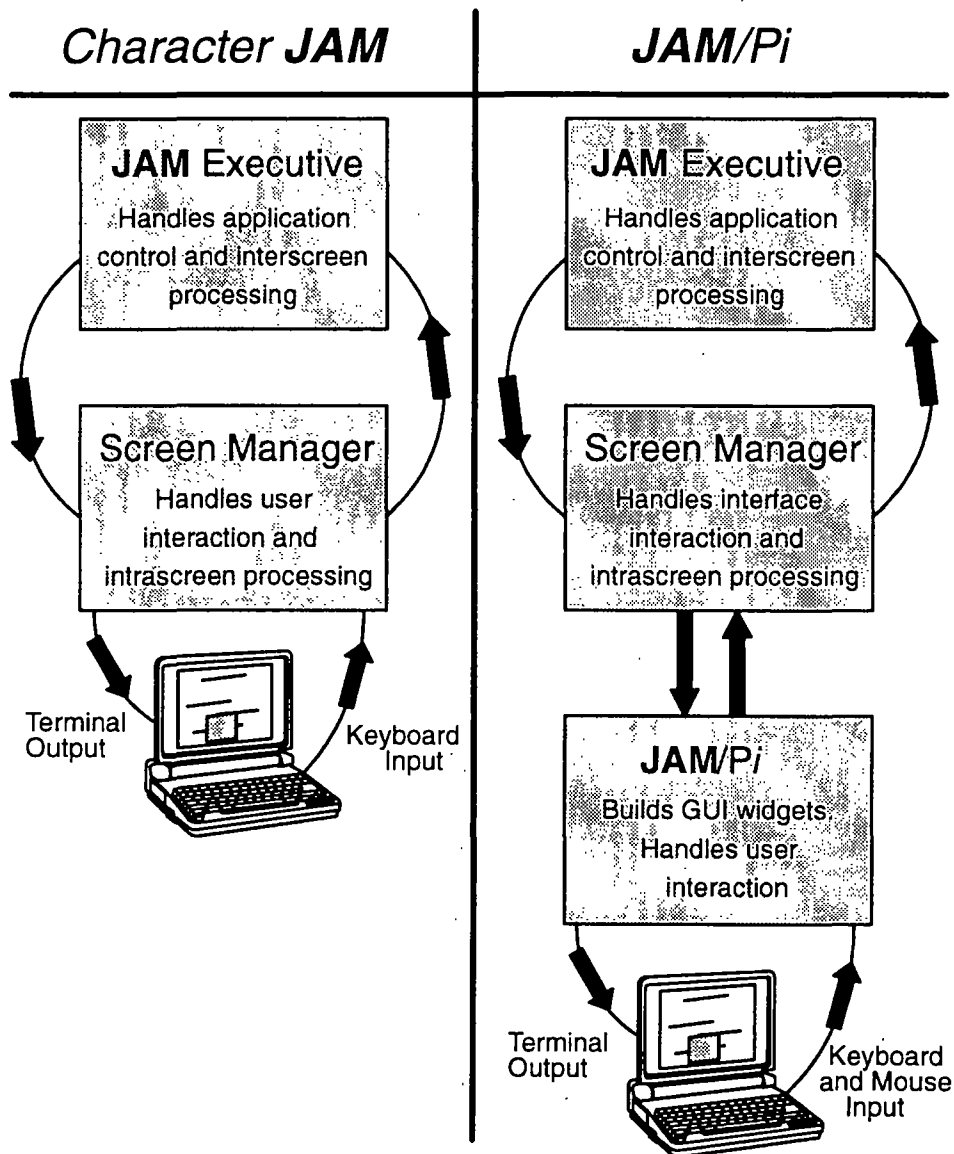 Character JAM
JAM Executive
Handles application
control and interscreen
processing
Screen Manager
Handles user
interaction and
intrascreen processing
Terminal
Output
Keyboard
Input
JAM/Pi
JAM Executive
Handles application
control and interscreen
processing
Screen Manager
Handles interface
interaction and
intrascreen processing
JAM/Pi
Builds GUI widgets.
Handles user
interaction
Terminal
Output
Keyboard
and Mouse
Input